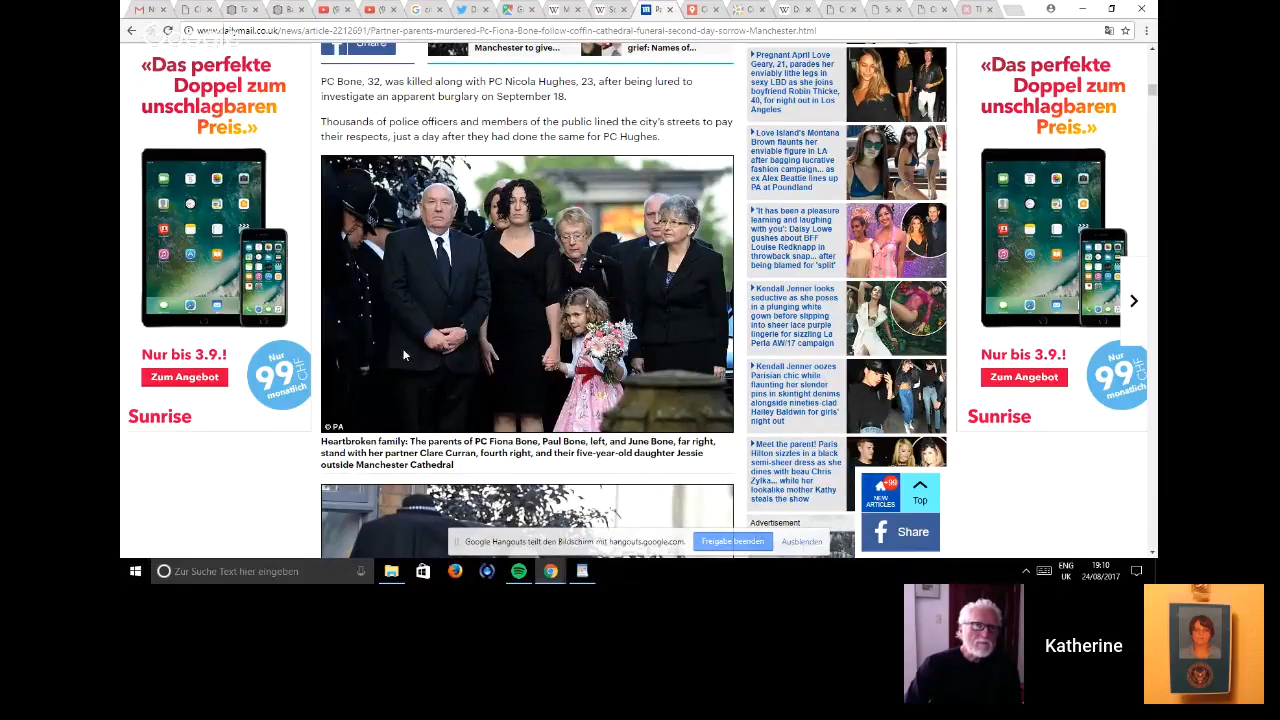 www.dailymail.co.uk/news/article-2212691/Partner-parents-murdered-Pc-Fiona-Bone-follow-coffin-cathedral-funeral-second-day-sorrow-Manchester.html
Share
Manchester to give...
grief: Names of...
PC Bone, 32, was killed along with PC Nicola Hughes, 23, after being lured to
investigate an apparent burglary on September 18.
Thousands of police officers and members of the public lined the city's streets to pay
their respects, just a day after they had done the same for PC Hughes.
© PA
Heartbroken family: The parents of PC Fiona Bone, Paul Bone, left, and June Bone, far right,
stand with her partner Clare Curran, fourth right, and their five-year-old daughter Jessie
outside Manchester Cathedral
«Das perfekte
Doppel zum
unschlagbaren
Preis.»
Nur bis 3.9.!
Zum Angebot
Nur
99
CHF
monatlich
Sunrise
Pregnant April Love
Geary, 21, parades her
enviably lithe legs in
sexy LBD as she joins
boyfriend Robin Thicke,
40, for night out in Los
Angeles
Love Island's Montana
Brown flaunts her
enviable figure in LA
after bagging lucrative
fashion campaign... as
ex Alex Beattie lines up
PA at Poundland
'It has been a pleasure
learning and laughing
with you': Daisy Lowe
gushes about BFF
Louise Redknapp in
throwback snap... after
being blamed for 'split'
Kendall Jenner looks
seductive as she poses
in a plunging white
gown before slipping
into sheer lace purple
lingerie for sizzling La
Perla AW/17 campaign
Kendall Jenner oozes
Parisian chic while
flaunting her slender
pins in skintight denims
alongside nineties-clad
Hailey Baldwin for girls'
night out
Meet the parent! Paris
Hilton sizzles in a black
semi-sheer dress as she
dines with beau Chris
Zylka... while her
lookalike mother Kathy
steals the show
Advertisement
+99
NEW
ARTICLES
Top
Share
«Das perfekte
Doppel zum
unschlagbaren
Preis.»
Nur bis 3.9.!
Zum Angebot
Nur
99
CHF
monatlich
Sunrise
Google Hangouts teilt den Bildschirm mit hangouts.google.com.
Freigabe beenden
Ausblenden
Zur Suche Text hier eingeben
ENG
UK
19:10
24/08/2017
Katherine